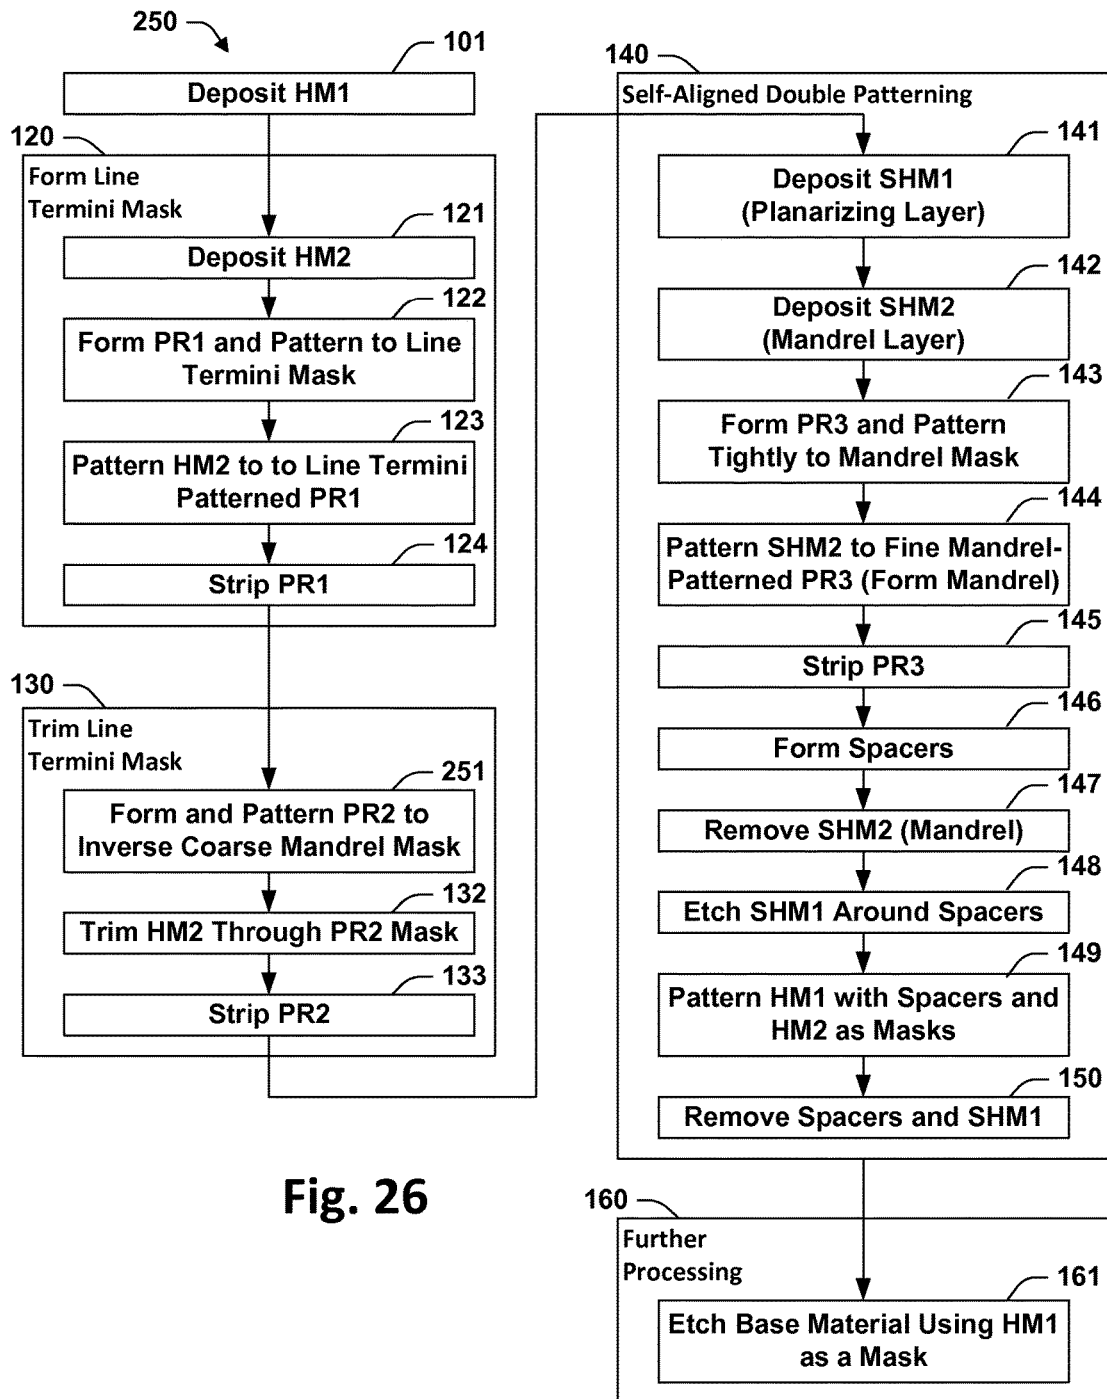 250
101
Deposit HM1
120
Form Line
Termini Mask
121
Deposit HM2
122
Form PR1 and Pattern to Line
Termini Mask
123
Pattern HM2 to to Line Termini
Patterned PR1
124
Strip PR1
130
Trim Line
Termini Mask
251
Form and Pattern PR2 to
Inverse Coarse Mandrel Mask
132
Trim HM2 Through PR2 Mask
133
Strip PR2
140
Self-Aligned Double Patterning
141
Deposit SHM1
(Planarizing Layer)
142
Deposit SHM2
(Mandrel Layer)
143
Form PR3 and Pattern
Tightly to Mandrel Mask
144
Pattern SHM2 to Fine Mandrel-
Patterned PR3 (Form Mandrel)
145
Strip PR3
146
Form Spacers
147
Remove SHM2 (Mandrel)
148
Etch SHM1 Around Spacers
149
Pattern HM1 with Spacers and
HM2 as Masks
150
Remove Spacers and SHM1
160
Further
Processing
161
Etch Base Material Using HM1
as a Mask
Fig. 26